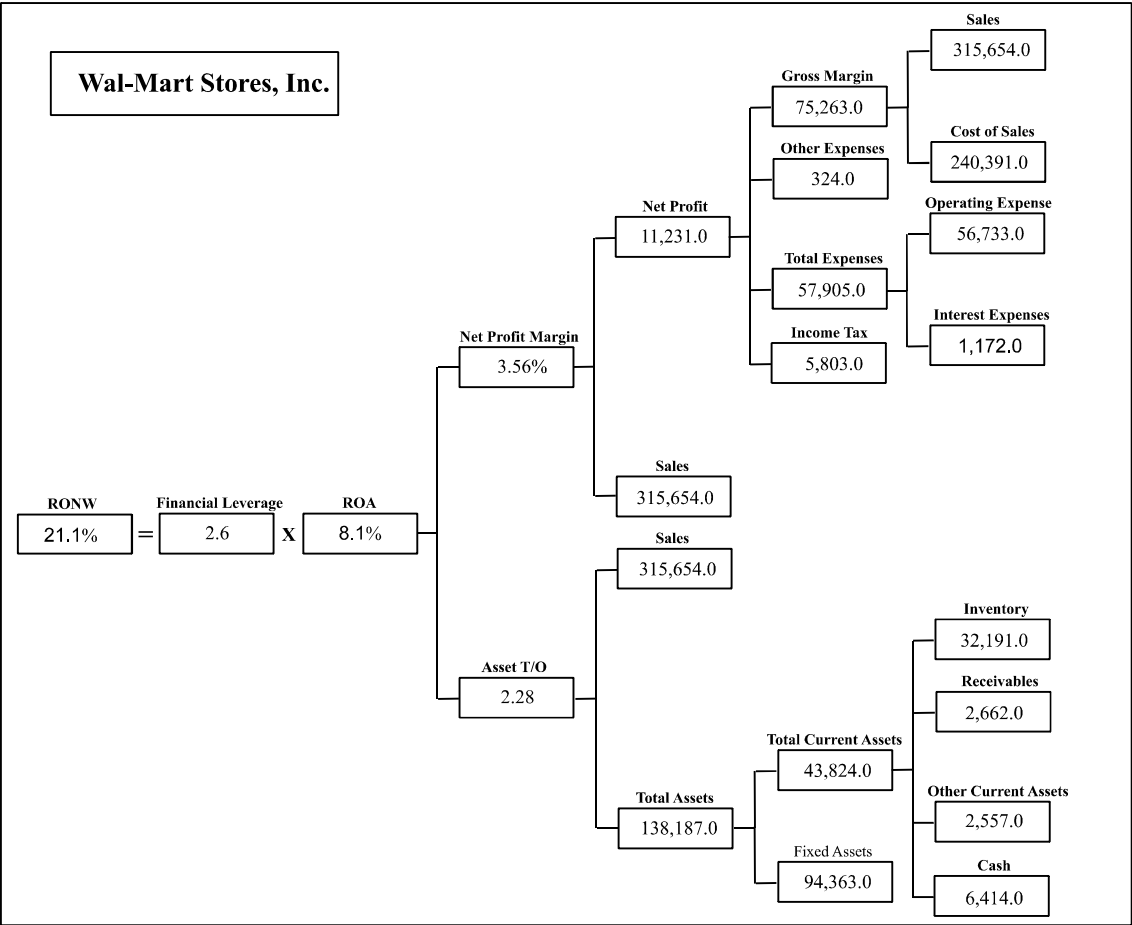 Wal-Mart Stores, Inc.
Sales
315,654.0
Gross Margin
75,263.0
Cost of Sales
240,391.0
Other Expenses
324.0
Operating Expense
56,733.0
Net Profit
11,231.0
Total Expenses
57,905.0
Interest Expenses
1,172.0
Income Tax
5,803.0
Net Profit Margin
3.56%
Sales
315,654.0
RONW
21.1%
=
Financial Leverage
2.6
X
ROA
8.1%
Sales
315,654.0
Asset T/O
2.28
Inventory
32,191.0
Receivables
2,662.0
Total Current Assets
43,824.0
Other Current Assets
2,557.0
Total Assets
138,187.0
Fixed Assets
94,363.0
Cash
6,414.0